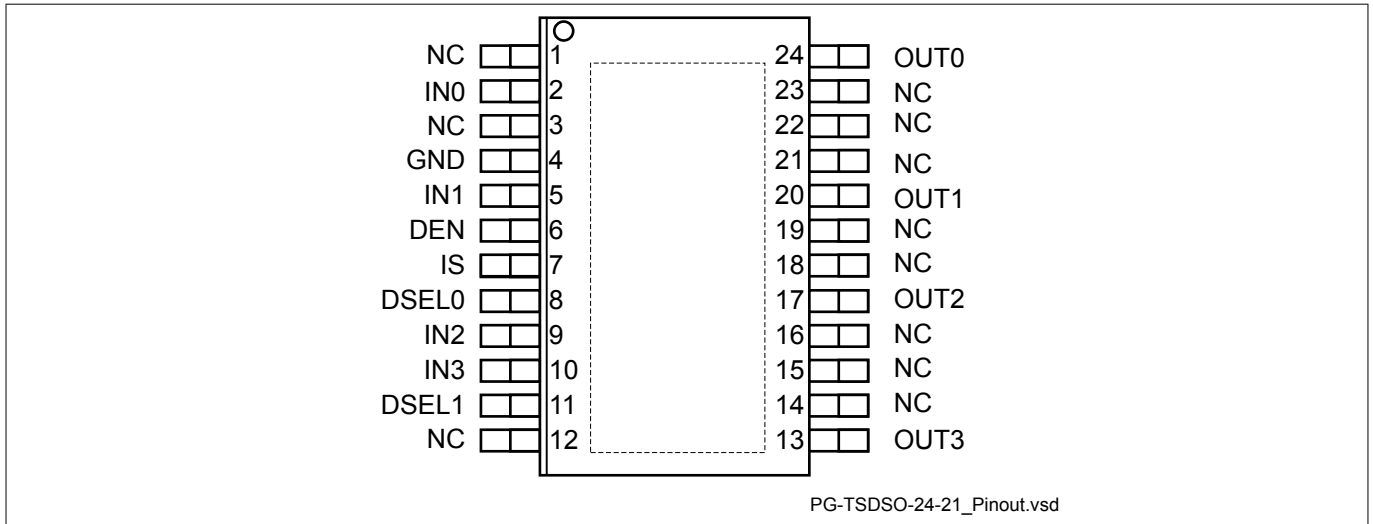 NC 1 24 OUT0
IN0 2 23 NC
NC 3 22 NC
GND 4 21 NC
IN1 5 20 OUT1
DEN 6 19 NC
IS 7 18 NC
DSEL0 8 17 OUT2
IN2 9 16 NC
IN3 10 15 NC
DSEL1 11 14 NC
NC 12 13 OUT3
PG-TSDSO-24-21_Pinout.vsd